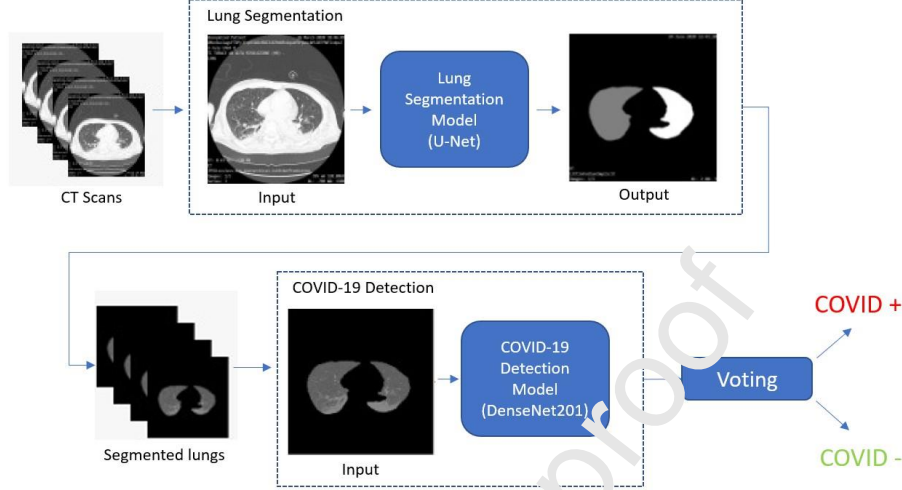 Lung Segmentation
Lung
Segmentation
Model
(U-Net)
CT Scans
Input
Output
COVID-19 Detection
COVID-19
Detection
Model
(DenseNet201)
Voting
COVID +
COVID -
Segmented lungs
Input
proof